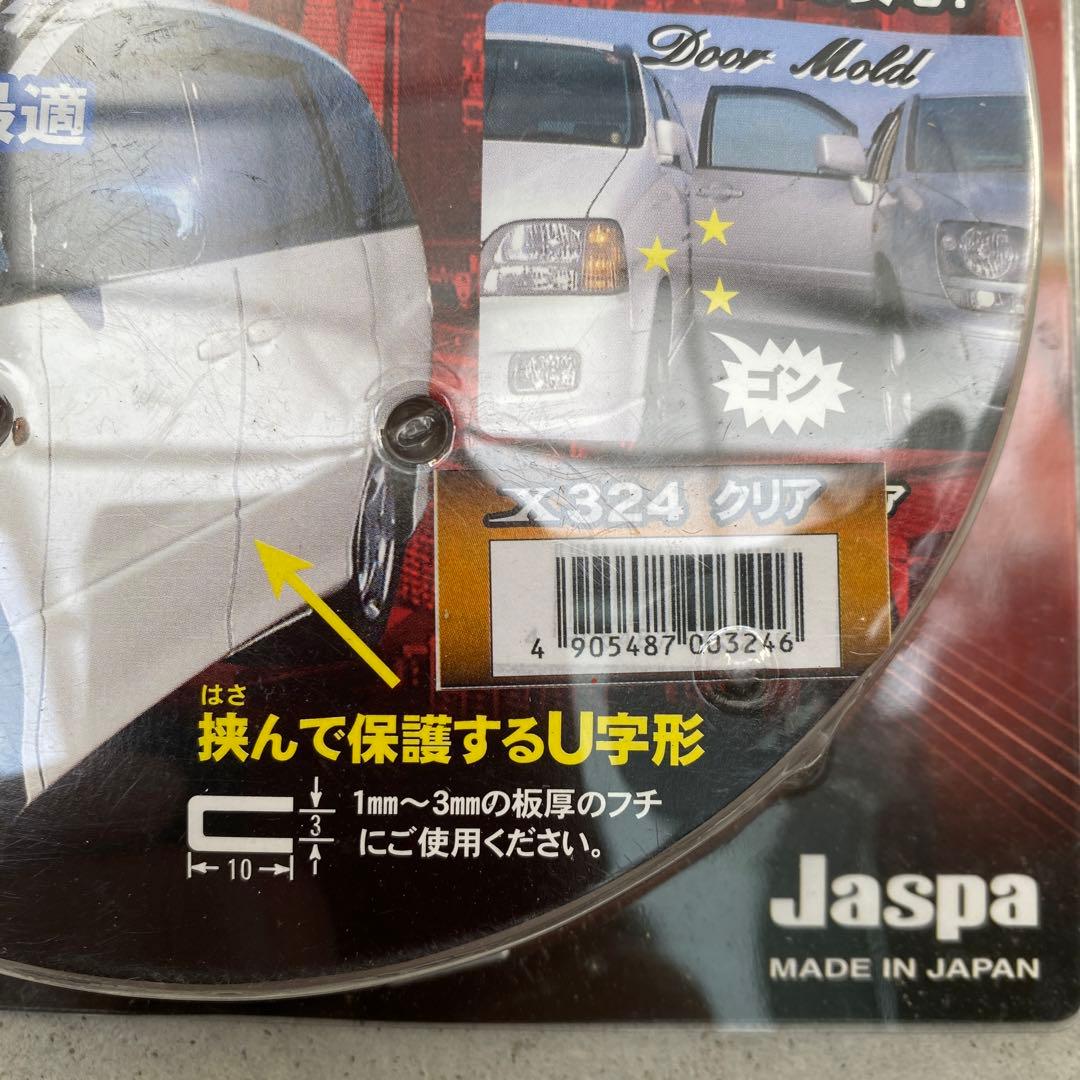 Door Mold
最適
ゴン
X324 クリア
ア
4 905487 003246
はさ
挟んで保護するU字形
1mm〜3mmの板厚のフチ
3
にご使用ください。
10
Jaspa
MADE IN JAPAN